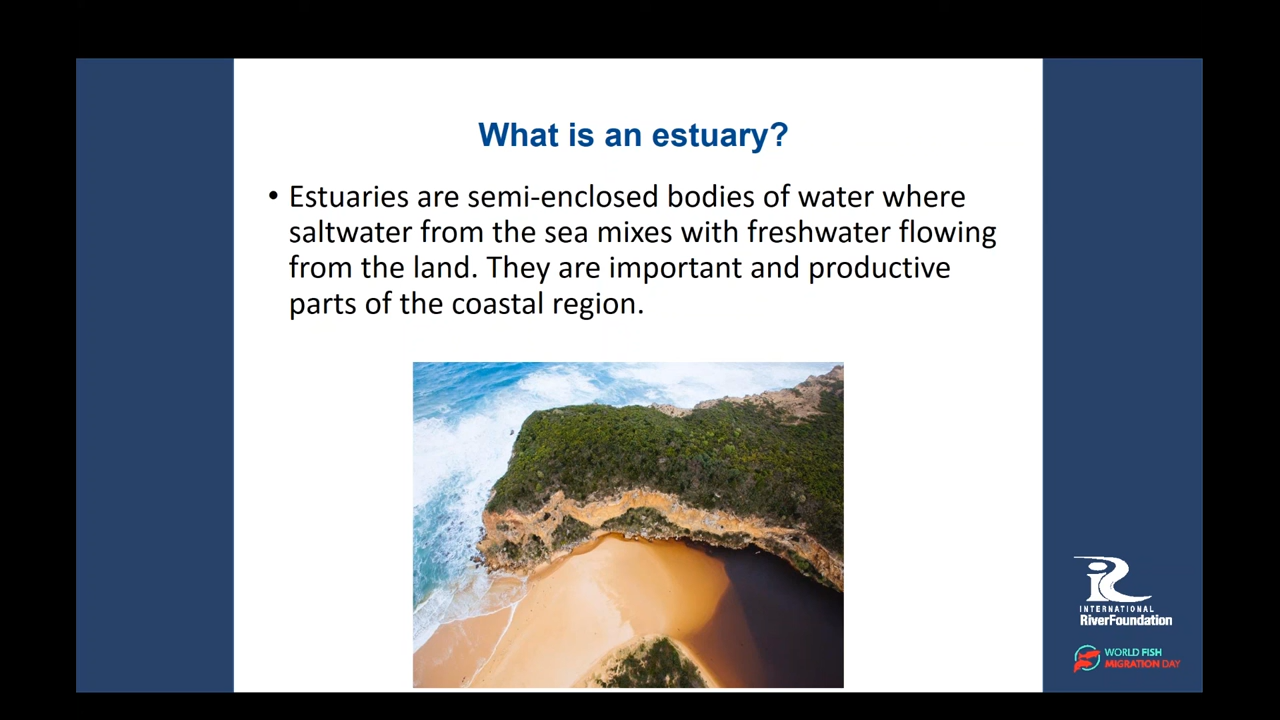 What is an estuary?
• Estuaries are semi-enclosed bodies of water where
saltwater from the sea mixes with freshwater flowing
from the land. They are important and productive
parts of the coastal region.
INTERNATIONAL
RiverFoundation
WORLD FISH
MIGRATION DAY